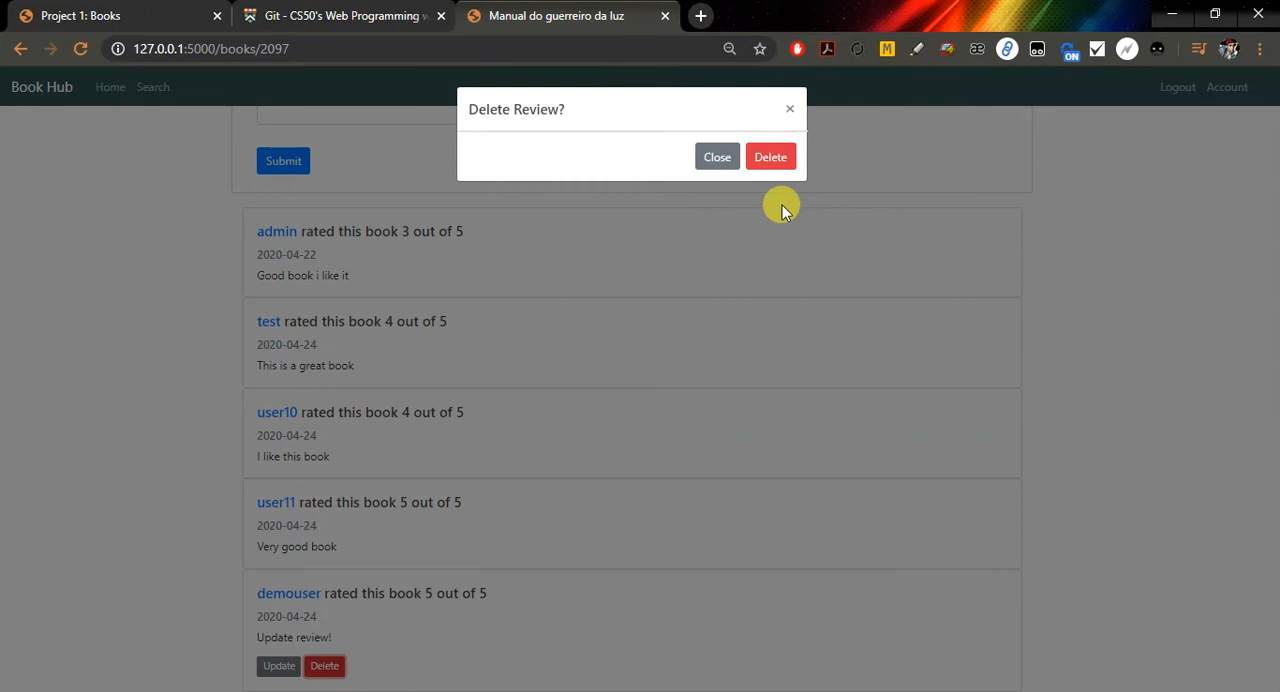 Project 1: Books
Git - CS50's Web Programming w
Manual do guerreiro da luz
127.0.0.1:5000/books/2097
M
æ
ON
Book Hub
Home
Search
Logout
Account
Delete Review?
Close
Delete
Submit
admin rated this book 3 out of 5
2020-04-22
Good book i like it
test rated this book 4 out of 5
2020-04-24
This is a great book
user10 rated this book 4 out of 5
2020-04-24
I like this book
user11 rated this book 5 out of 5
2020-04-24
Very good book
demouser rated this book 5 out of 5
2020-04-24
Update review!
Update
Delete